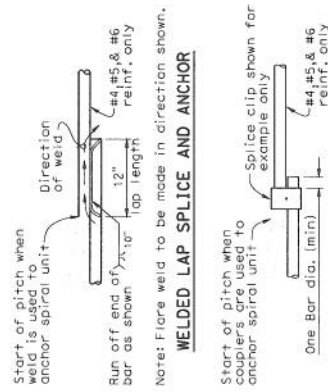 Start of pitch when
weld is used to
anchor spiral unit
Direction
of weld
#4,#5,& #6
reinf. only
12"
lap length
Run off end of
bar as shown
10"
Note: Flare weld to be made in direction shown.
WELDED LAP SPLICE AND ANCHOR
Start of pitch when
couplers are used to
anchor spiral unit
Splice clip shown for
example only
#4,#5,& #6
reinf. only
One Bar dia. (min)